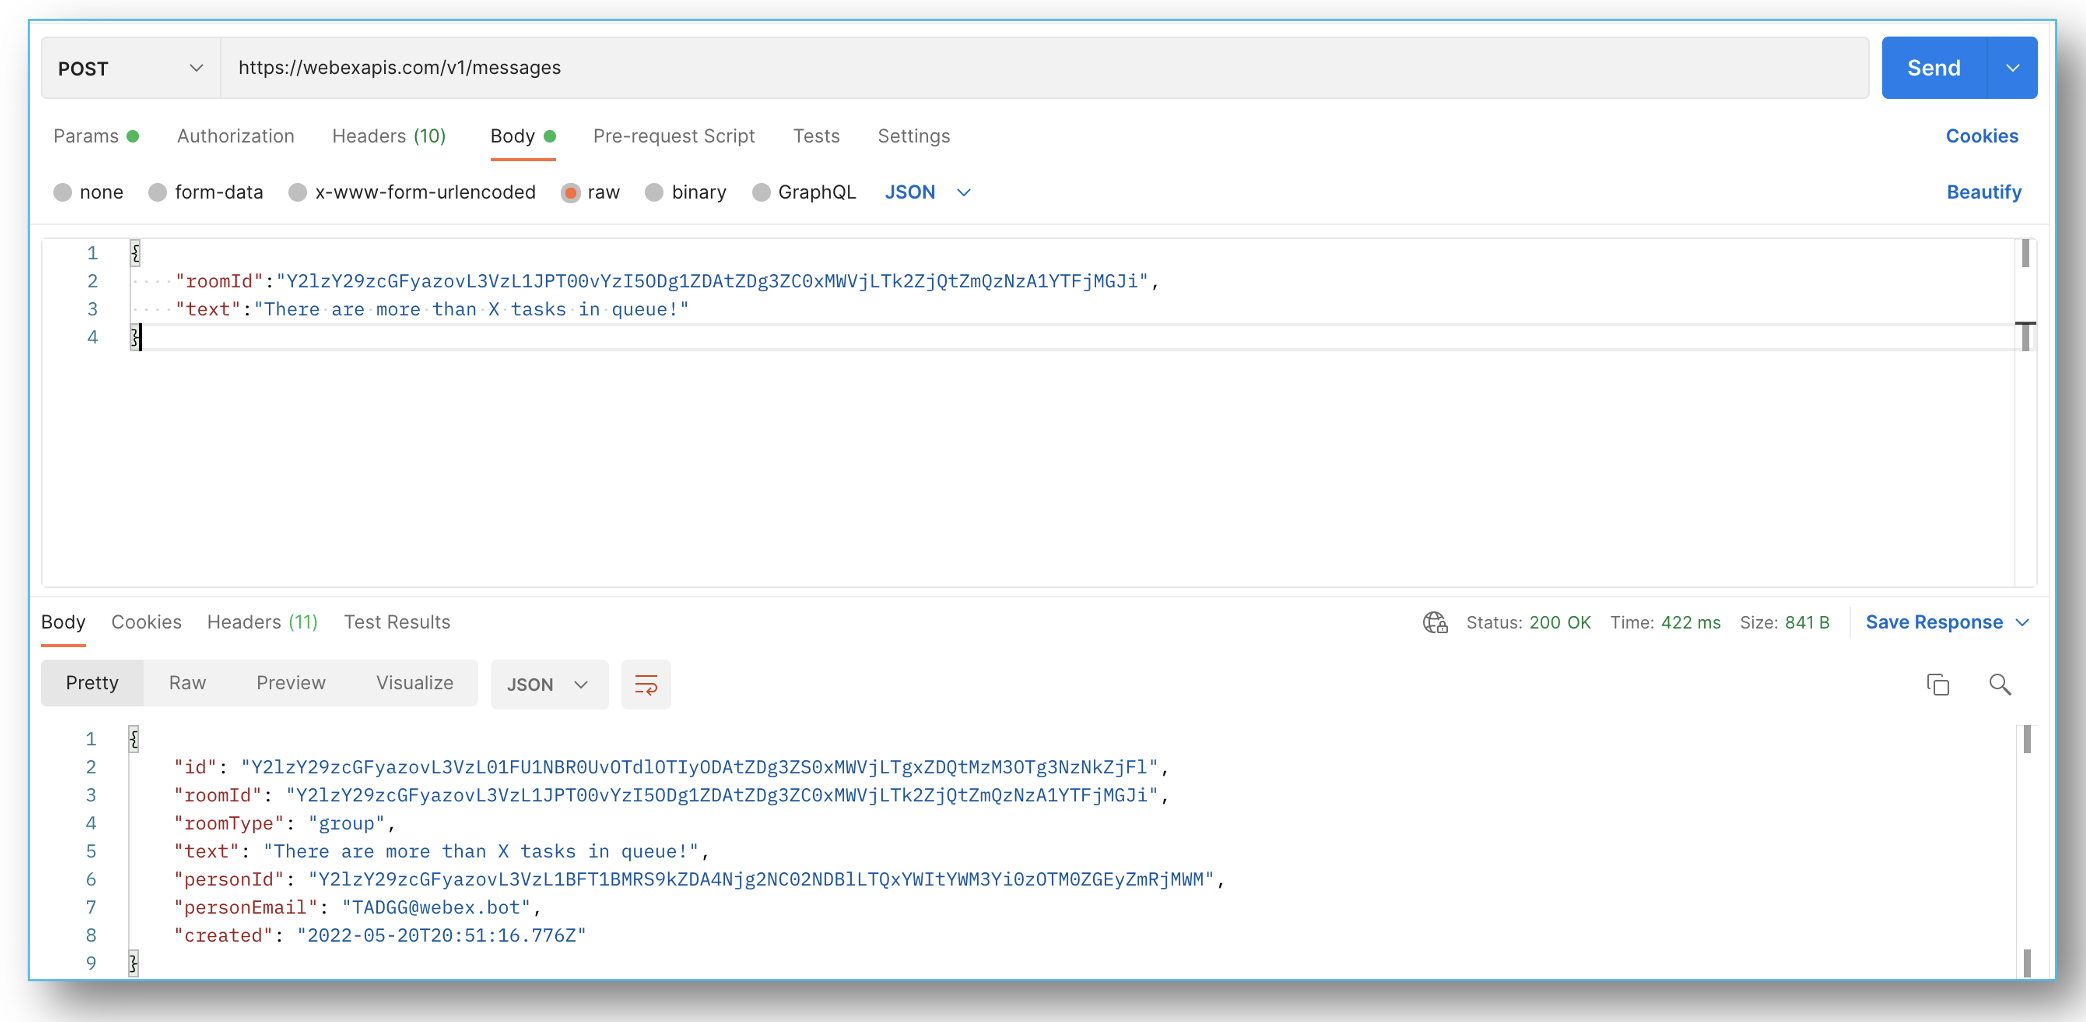 POST https://webexapis.com/v1/messages Send
Params Authorization Headers (10) Body Pre-request Script Tests Settings Cookies
none form-data x-www-form-urlencoded raw binary GraphQL JSON Beautify
1 {
2 "roomId":"Y2lzY29zcGFyazovL3VzL1JPT00vYzI5ODg1ZDAtZDg3ZC0xMWVjLTk2ZjQtZmQzNzA1YTFjMGJi",
3 "text":"There are more than X tasks in queue!"
4 }
Body Cookies Headers (11) Test Results Status: 200 OK Time: 422 ms Size: 841 B Save Response
Pretty Raw Preview Visualize JSON
1 {
2 "id": "Y2lzY29zcGFyazovL3VzL01FU1NBR0UvOTdlOTIyODAtZDg3ZS0xMWVjLTgxZDQtMzM3OTg3NzNkZjFl",
3 "roomId": "Y2lzY29zcGFyazovL3VzL1JPT00vYzI5ODg1ZDAtZDg3ZC0xMWVjLTk2ZjQtZmQzNzA1YTFjMGJi",
4 "roomType": "group",
5 "text": "There are more than X tasks in queue!",
6 "personId": "Y2lzY29zcGFyazovL3VzL1BFT1BMRS9kZDA4Njg2NC02NDBlLTQxYWItYWM3Yi0zOTM0ZGEyZmRjMWM",
7 "personEmail": "TADGG@webex.bot",
8 "created": "2022-05-20T20:51:16.776Z"
9 }